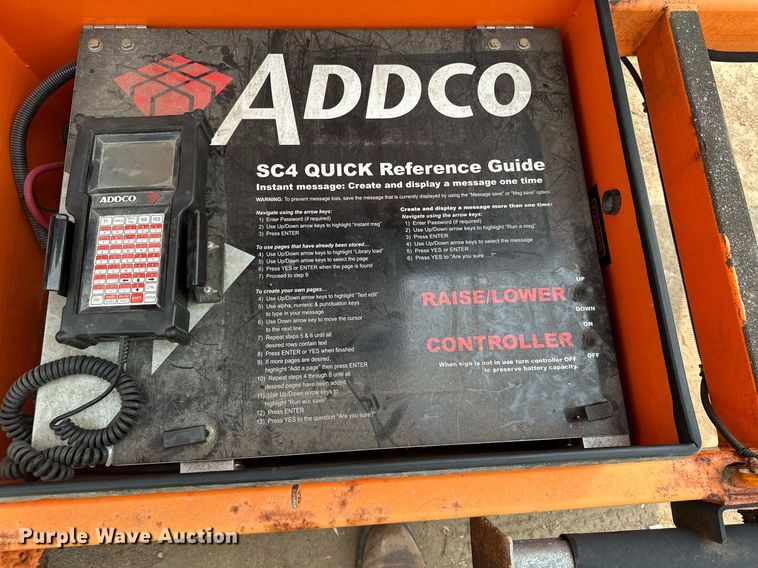 ADDCO
SC4 QUICK Reference Guide
Instant message: Create and display a message one time
WARNING: To prevent message loss, save the message that is currently displayed by using the "Message save" or "Msg save" option.
Navigate using the arrow keys:
1) Enter Password (if required)
2) Use Up/Down arrow keys to highlight "Instant msg"
3) Press ENTER
To use pages that have already been stored...
4) Use Up/Down arrow keys to highlight "Library load"
5) Use Up/Down arrow keys to select the page
6) Press YES or ENTER when the page is found
7) Proceed to step 9
To create your own pages...
4) Use Up/Down arrow keys to highlight "Text edit"
5) Use alpha, numeric & punctuation keys
to type in your message
6) Use Down arrow key to move the cursor
to the next line
7) Repeat steps 5 & 6 until all
desired rows contain text
8) Press ENTER or YES when finished
9) If more pages are desired,
highlight "Add a page" then press ENTER
10) Repeat steps 4 through 8 until all
desired pages have been added
11) Use Up/Down arrow keys to
highlight "Run w/o save"
12) Press ENTER
13) Press YES to the question "Are you sure?"
Create and display a message more than one time:
Navigate using the arrow keys:
1) Enter Password (if required)
2) Use Up/Down arrow keys to highlight "Run a msg"
3) Press ENTER
4) Use Up/Down arrow keys to select the message
5) Press YES or ENTER
6) Press YES to "Are you sure ...?"
UP
RAISE/LOWER
DOWN
ON
CONTROLLER
OFF
When sign is not in use turn controller OFF
to preserve battery capacity.
ADDCO
NO YES
Purple Wave Auction